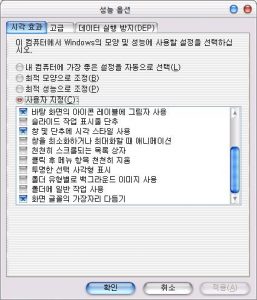 성능 옵션
시각 효과
고급
데이터 실행 방지(DEP)
이 컴퓨터에서 Windows의 모양 및 성능에 사용할 설정을 선택하십
시오.
내 컴퓨터에 가장 좋은 설정을 자동으로 선택(L)
최적 모양으로 조정(B)
최적 성능으로 조정(P)
사용자 지정(C):
바탕 화면의 아이콘 레이블에 그림자 사용
슬라이드 작업 표시줄 단추
창 및 단추에 시각 스타일 사용
창을 최소화하거나 최대화할 때 애니메이션
천천히 스크롤되는 목록 상자
클릭 후 메뉴 항목 천천히 지움
투명한 선택 사각형 표시
폴더 유형별로 백그라운드 이미지 사용
폴더에 일반 작업 사용
화면 글꼴의 가장자리 다듬기
확인
취소
적용(A)